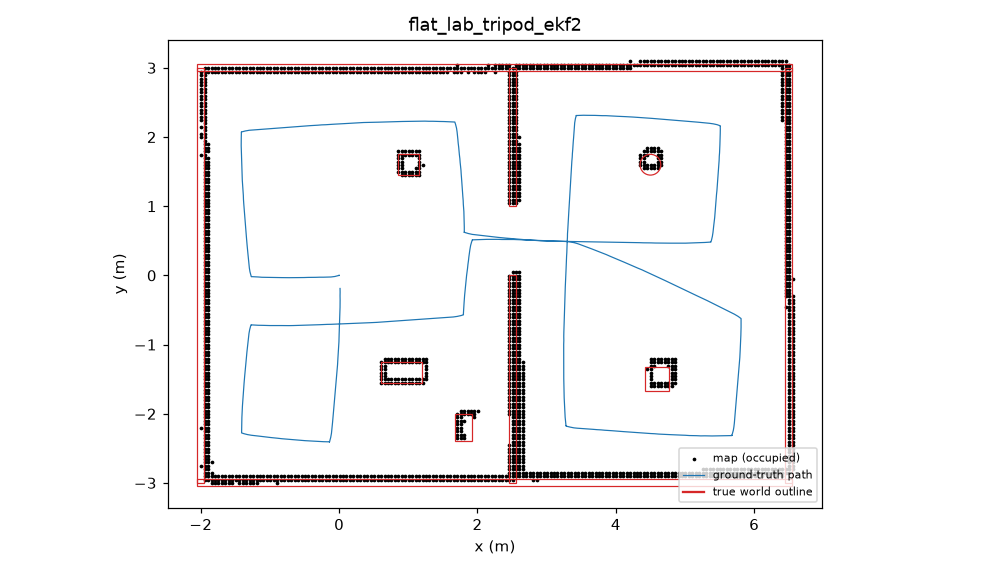 flat_lab_tripod_ekf2
3
2
1
0
−1
−2
−3
y (m)
−2
0
2
4
6
x (m)
map (occupied)
ground-truth path
true world outline